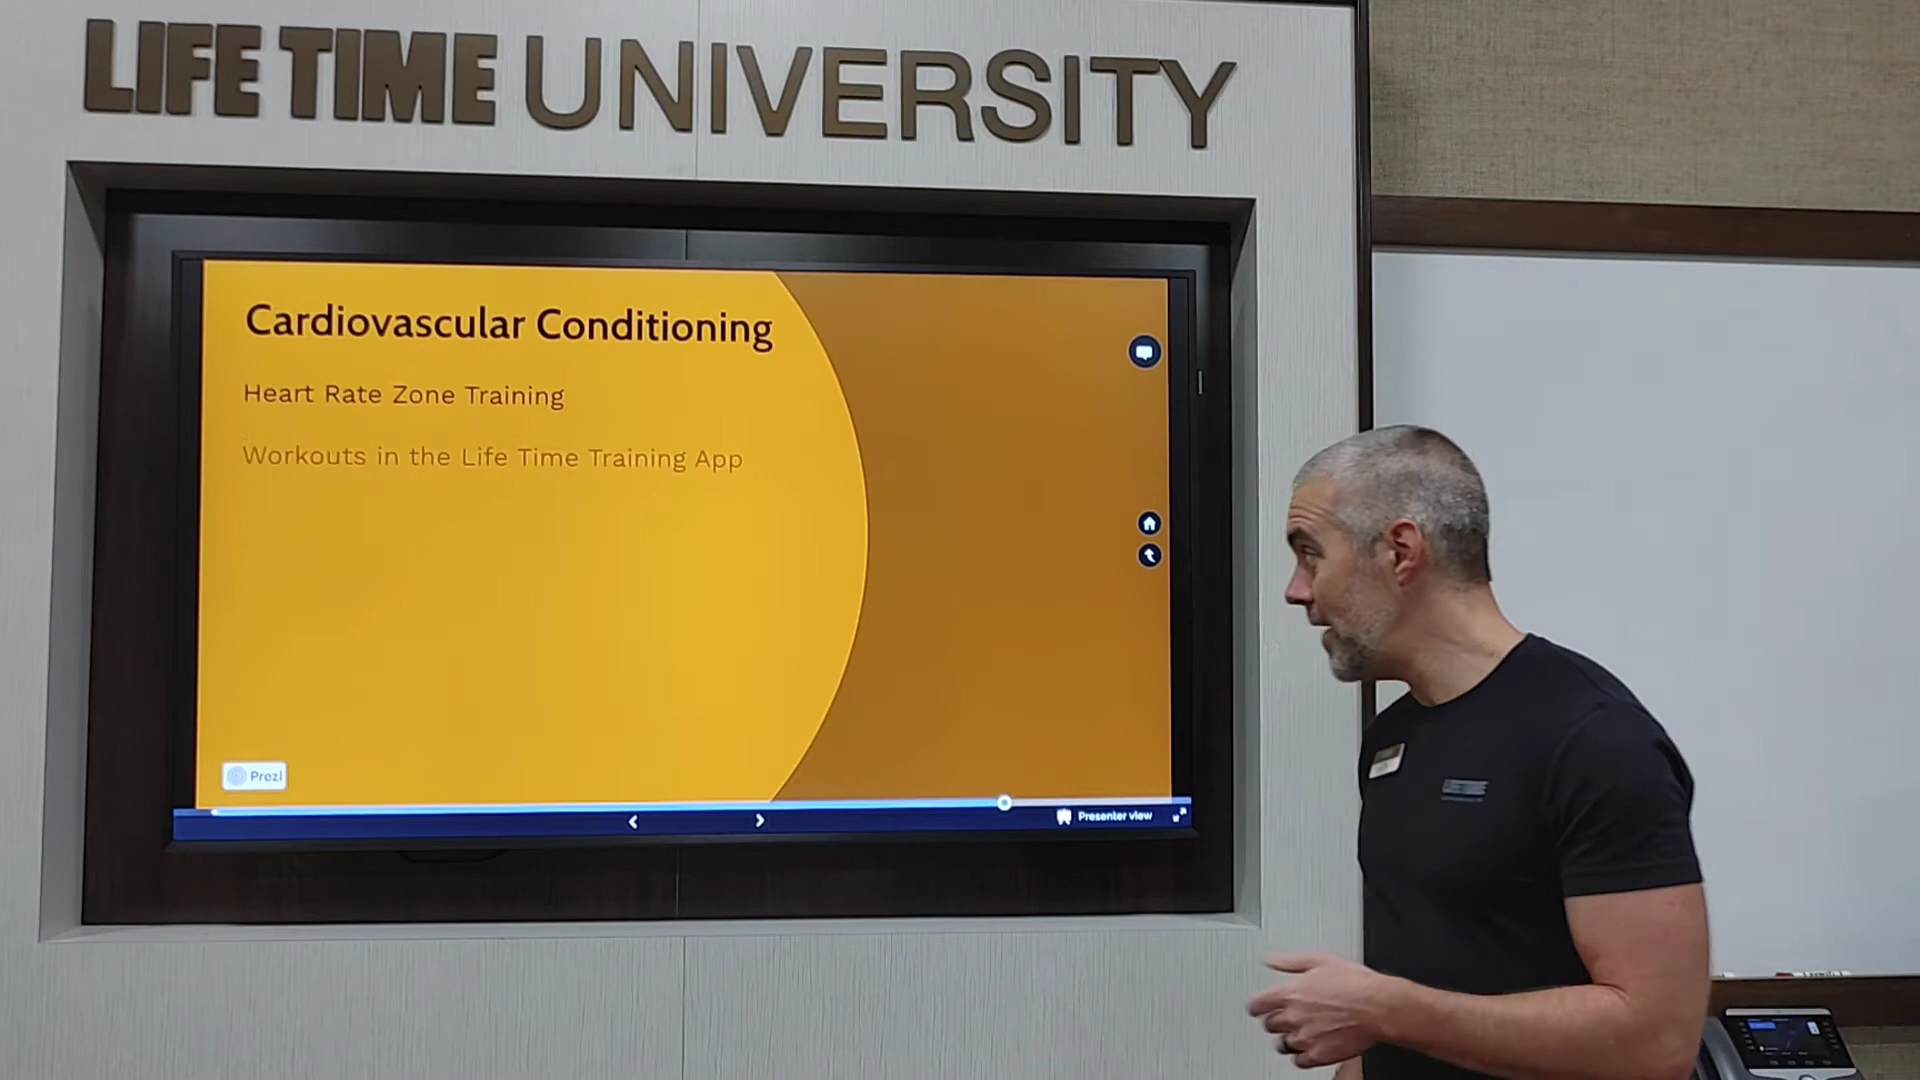 LIFE TIME UNIVERSITY
Cardiovascular Conditioning
Heart Rate Zone Training
Workouts in the Life Time Training App
Prezi
Presenter view
LIFETIME